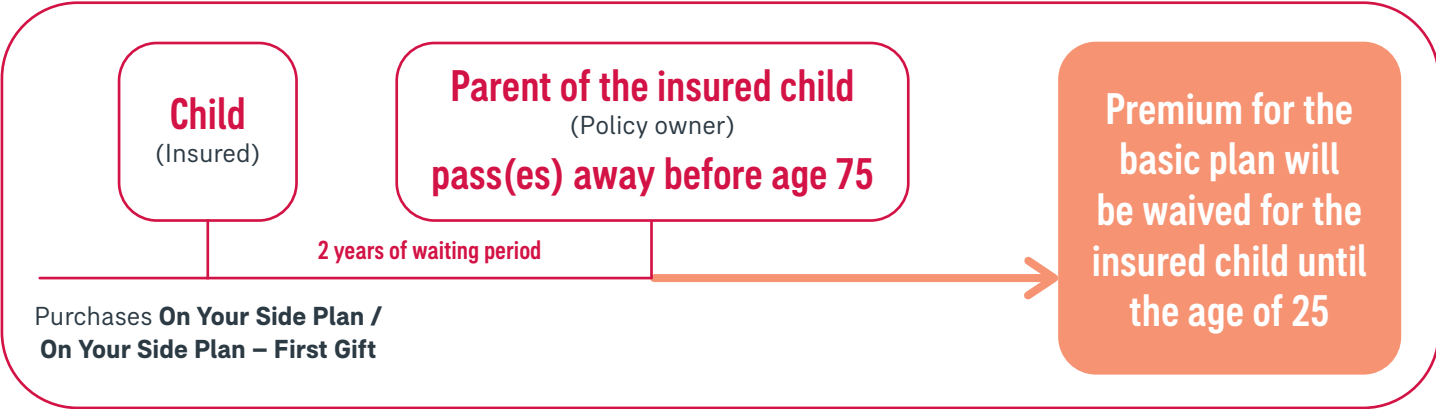 Child
(Insured)
Parent of the insured child
(Policy owner)
pass(es) away before age 75
2 years of waiting period
Purchases On Your Side Plan /
On Your Side Plan – First Gift
Premium for the
basic plan will
be waived for the
insured child until
the age of 25